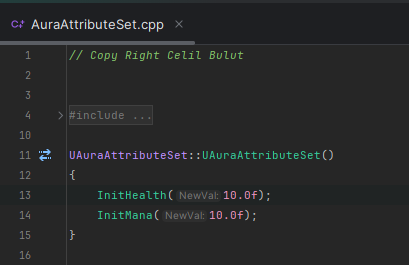 C++ AuraAttributeSet.cpp ×
1 // Copy Right Celil Bulut
2
3
4 > #include ...
10
11 UAuraAttributeSet::UAuraAttributeSet()
12 {
13 InitHealth( NewVal: 10.0f);
14 InitMana( NewVal: 10.0f);
15 }
16